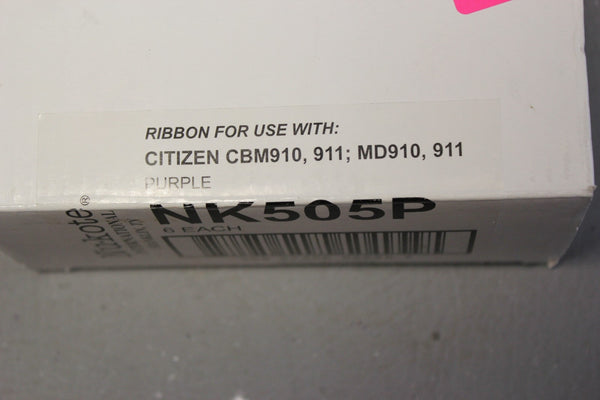 RIBBON FOR USE WITH:
CITIZEN CBM910, 911; MD910, 911
PURPLE
NK505P
6 EACH